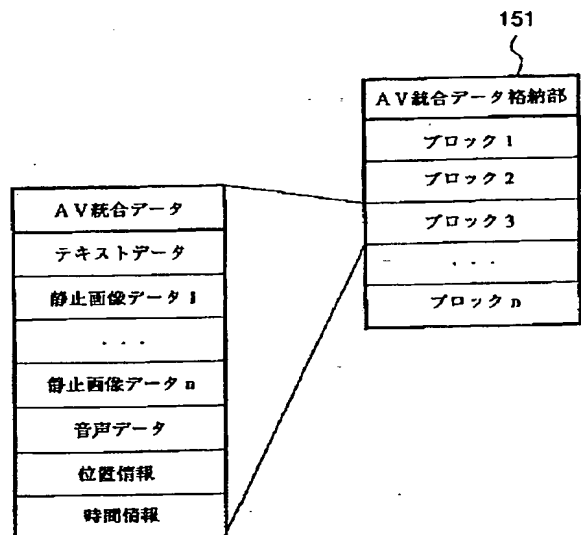 151
AV統合データ格納部
ブロック1
ブロック2
ブロック3
...
ブロックn
AV統合データ
テキストデータ
静止画像データ1
...
静止画像データn
音声データ
位置情報
時間情報